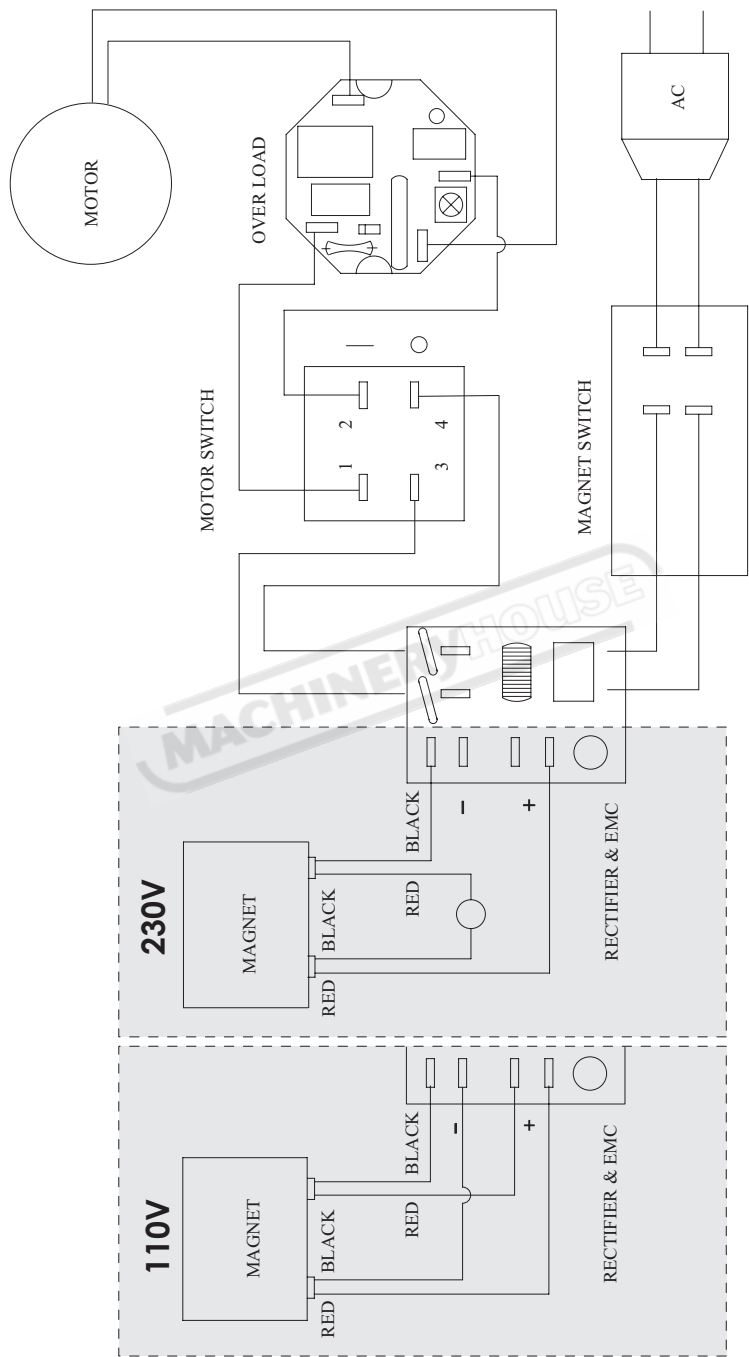 MOTOR
OVER LOAD
AC
MOTOR SWITCH
1
2
3
4
MAGNET SWITCH
MACHINERYHOUSE
230V
MAGNET
RED
BLACK
RED
BLACK
–
+
RECTIFIER & EMC
110V
MAGNET
RED
BLACK
RED
BLACK
–
+
RECTIFIER & EMC